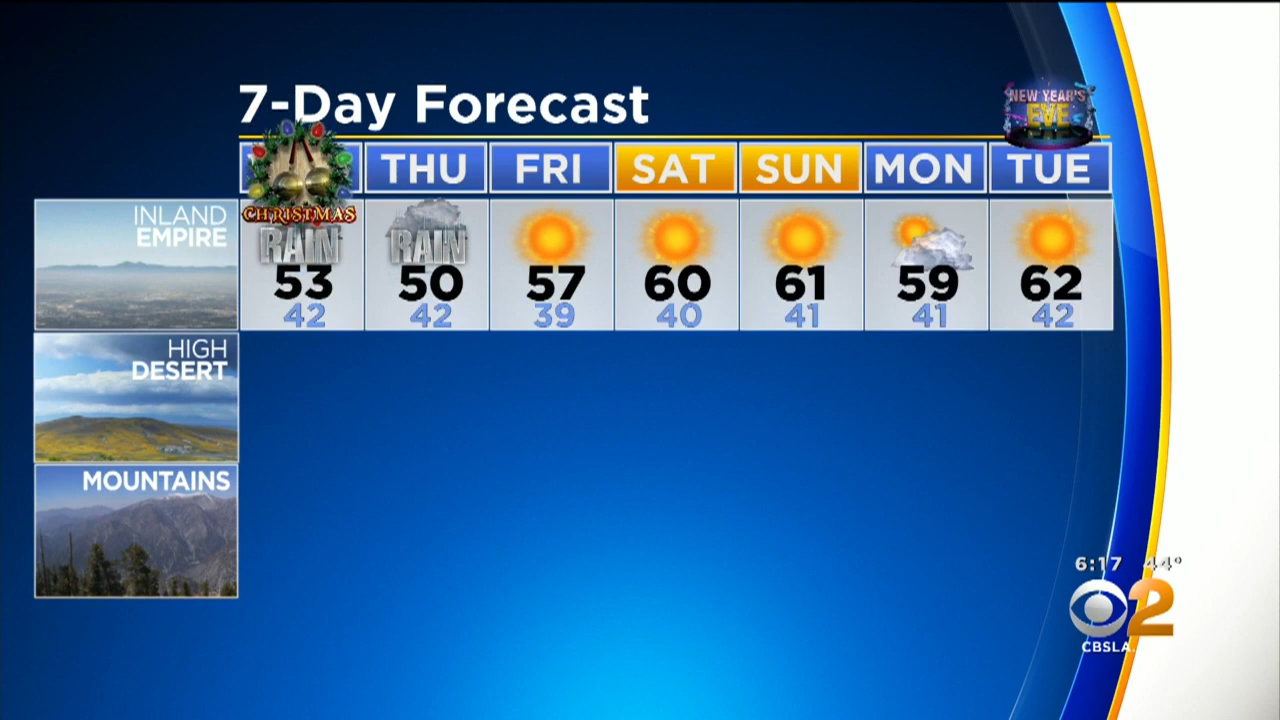 7-Day Forecast
NEW YEAR'S
EVE
THU FRI SAT SUN MON TUE
INLAND
EMPIRE
CHRISTMAS
RAIN RAIN
53 50 57 60 61 59 62
42 42 39 40 41 41 42
HIGH
DESERT
MOUNTAINS
6:17 44°
2
CBSLA.